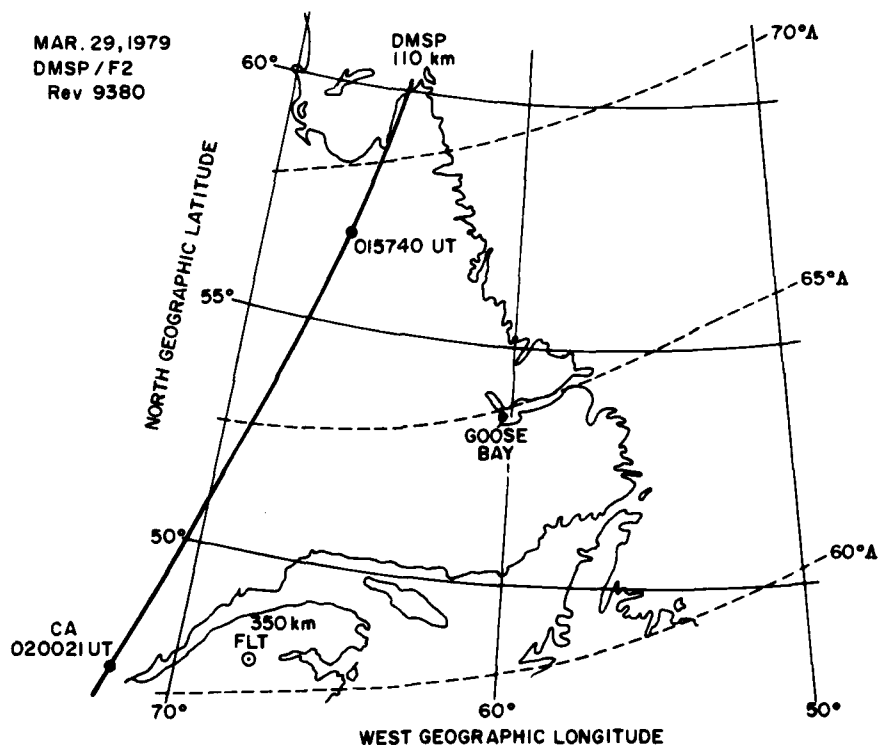 MAR. 29, 1979
DMSP/F2
Rev 9380
DMSP
110 km
70°Λ
60°
NORTH GEOGRAPHIC LATITUDE
015740 UT
55°
65°Λ
GOOSE
BAY
50°
60°Λ
CA
020021 UT
350 km
FLT
70°
60°
50°
WEST GEOGRAPHIC LONGITUDE